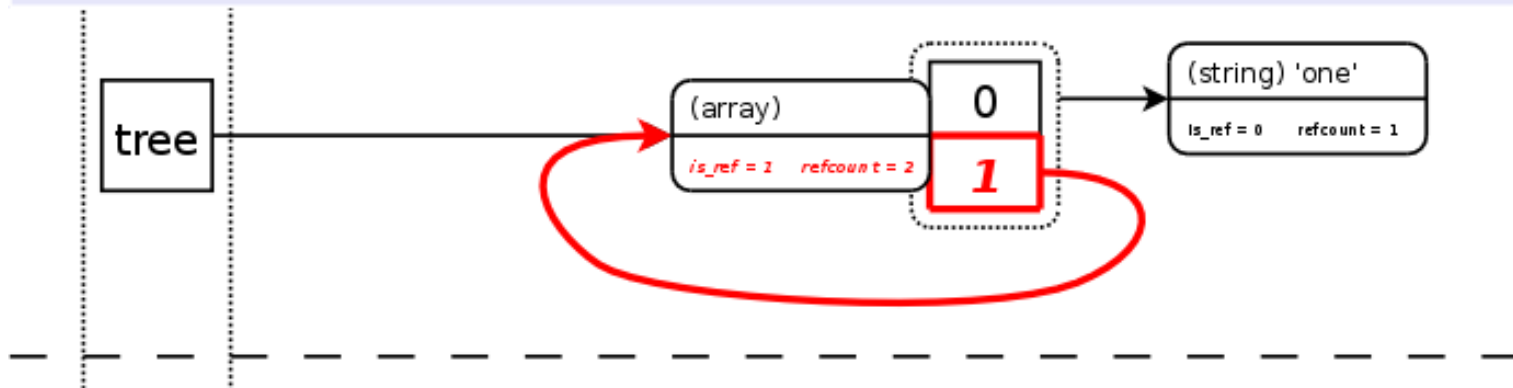 tree
(array)
is_ref = 1 refcount = 2
0
1
(string) 'one'
is_ref = 0 refcount = 1